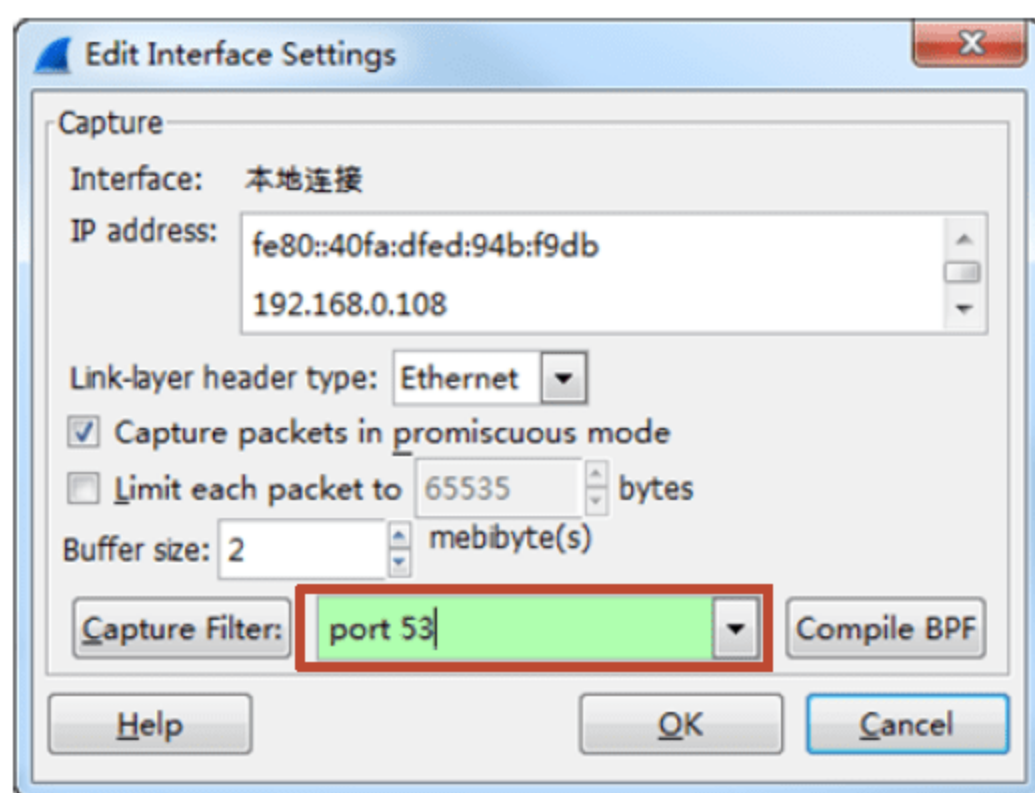 Edit Interface Settings
Capture
Interface: 本地连接
IP address:
fe80::40fa:dfed:94b:f9db
192.168.0.108
Link-layer header type: Ethernet
Capture packets in promiscuous mode
Limit each packet to 65535 bytes
Buffer size: 2 mebibyte(s)
Capture Filter: port 53 Compile BPF
Help OK Cancel